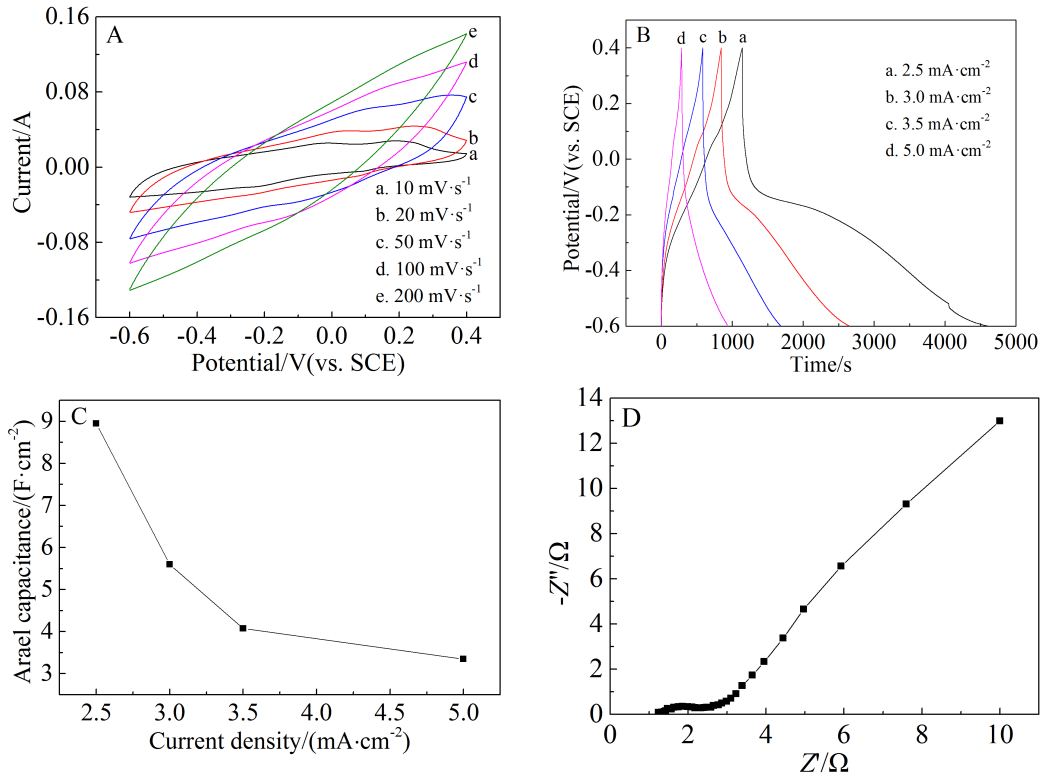 A
0.16
0.08
0.00
-0.08
-0.16
Current/A
e
d
c
b
a
a. 10 mV·s-1
b. 20 mV·s-1
c. 50 mV·s-1
d. 100 mV·s-1
e. 200 mV·s-1
-0.6 -0.4 -0.2 0.0 0.2 0.4
Potential/V(vs. SCE)
B
d c b a
a. 2.5 mA·cm-2
b. 3.0 mA·cm-2
c. 3.5 mA·cm-2
d. 5.0 mA·cm-2
0.4
0.2
0.0
-0.2
-0.4
-0.6
Potential/V(vs. SCE)
0 1000 2000 3000 4000 5000
Time/s
C
9
8
7
6
5
4
3
Arael capacitance/(F·cm-2)
2.5 3.0 3.5 4.0 4.5 5.0
Current density/(mA·cm-2)
D
14
12
10
8
6
4
2
0
-Z''/Ω
0 2 4 6 8 10
Z'/Ω